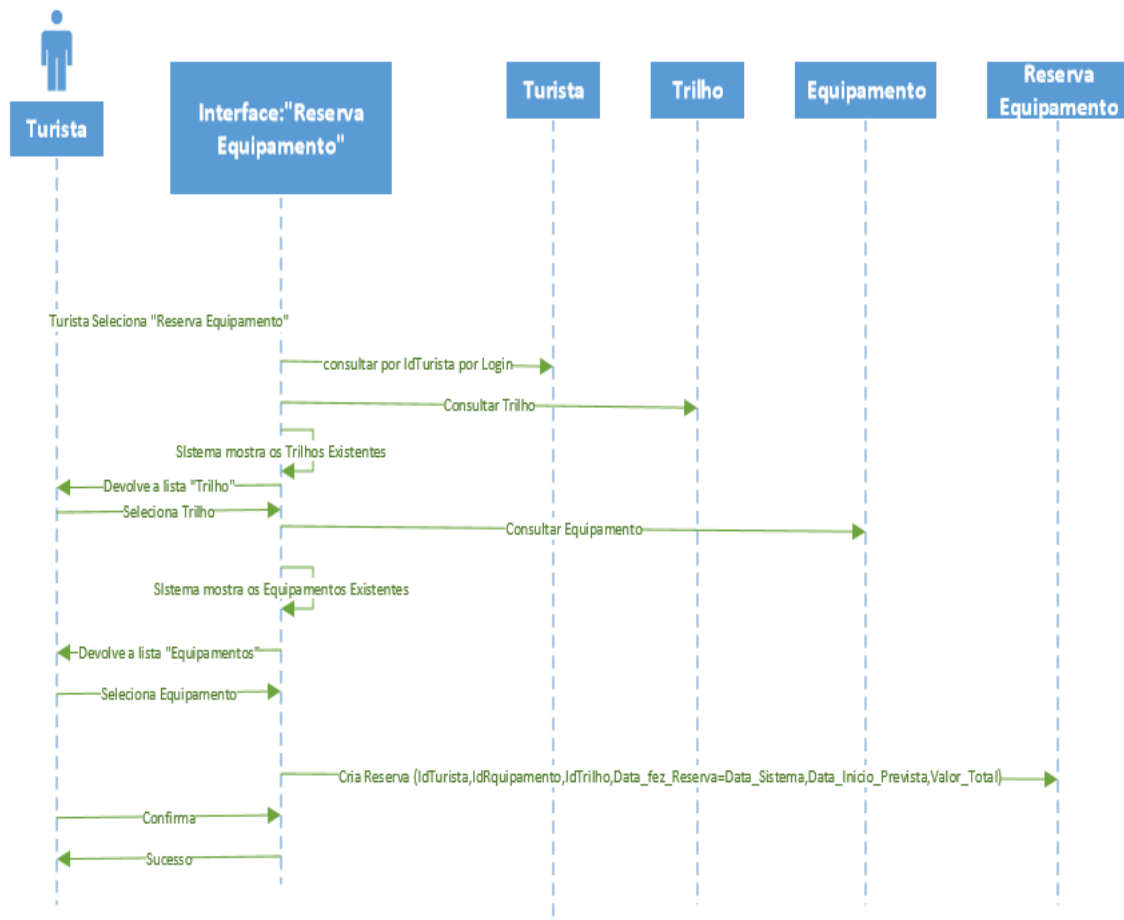 Turista
Interface:"Reserva
Equipamento"
Turista
Trilho
Equipamento
Reserva
Equipamento
Turista Seleciona "Reserva Equipamento"
consultar por IdTurista por Login
Consultar Trilho
SIstema mostra os Trilhos Existentes
Devolve a lista "Trilho"
Seleciona Trilho
Consultar Equipamento
SIstema mostra os Equipamentos Existentes
Devolve a lista "Equipamentos"
Seleciona Equipamento
Cria Reserva (IdTurista,IdRquipamento,IdTrilho,Data_fez_Reserva=Data_Sistema,Data_Inicio_Prevista,Valor_Total)
Confirma
Sucesso